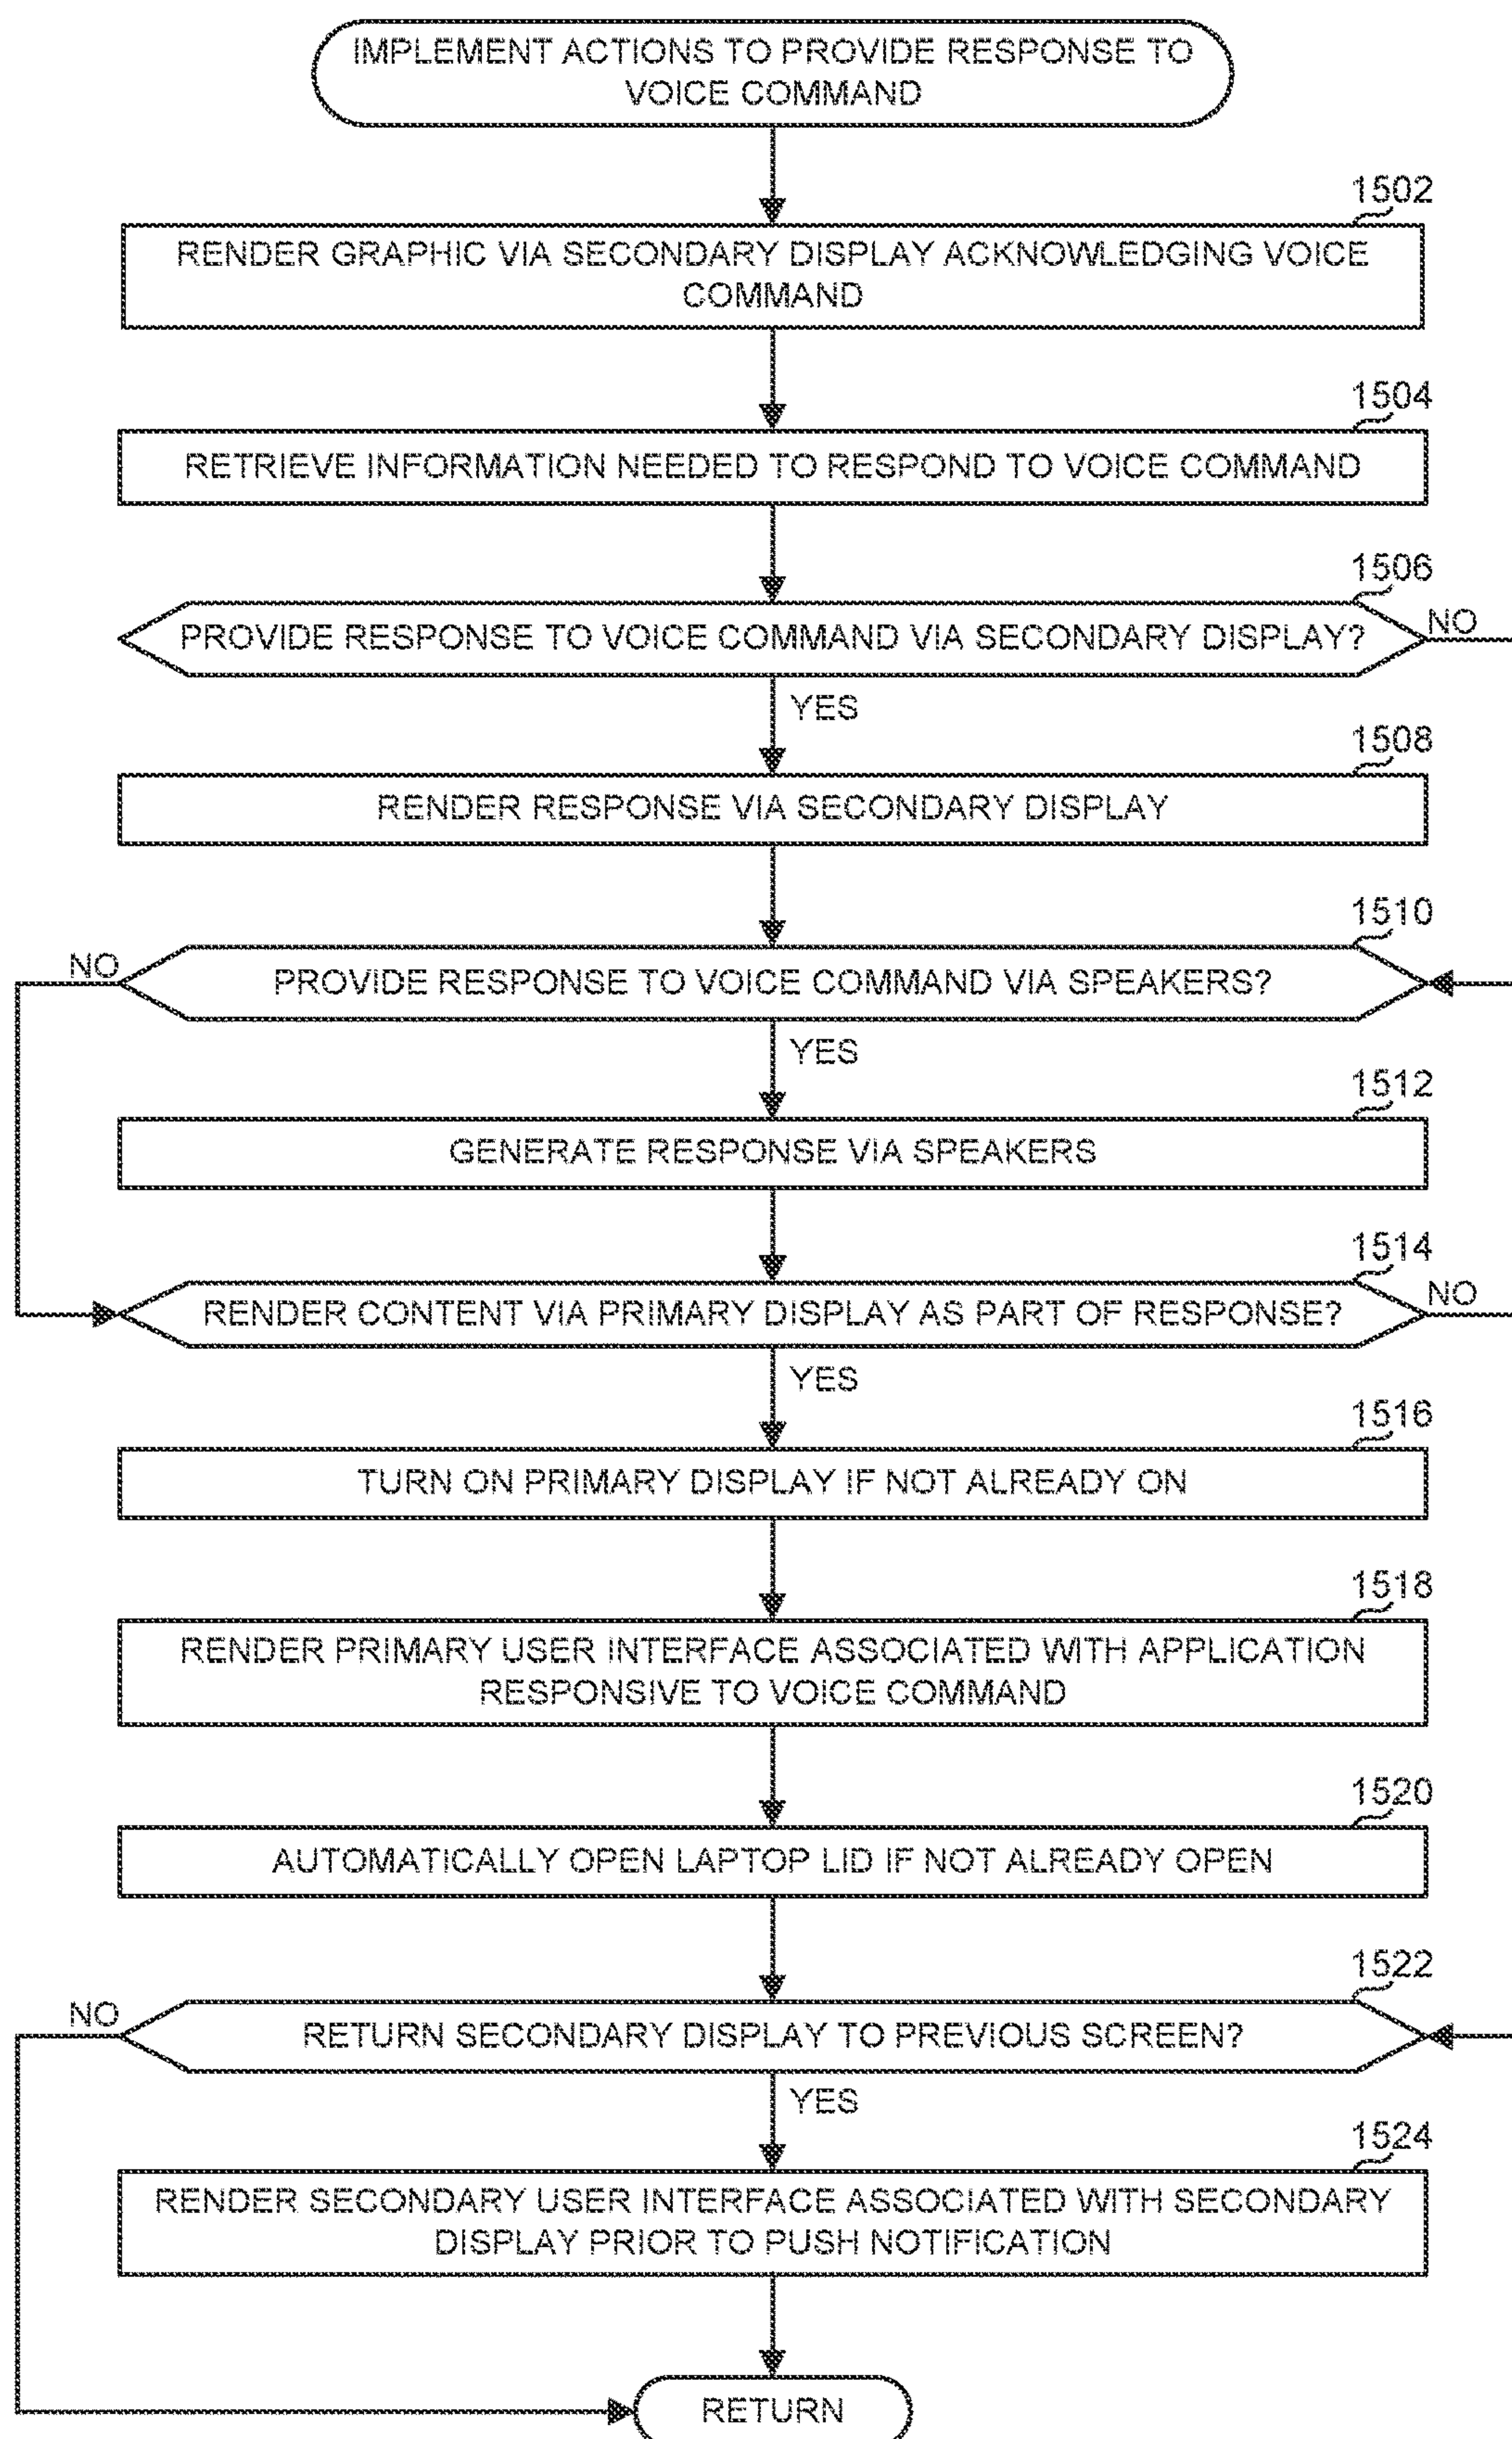 IMPLEMENT ACTIONS TO PROVIDE RESPONSE TO
VOICE COMMAND
1502
RENDER GRAPHIC VIA SECONDARY DISPLAY ACKNOWLEDGING VOICE
COMMAND
1504
RETRIEVE INFORMATION NEEDED TO RESPOND TO VOICE COMMAND
1506
PROVIDE RESPONSE TO VOICE COMMAND VIA SECONDARY DISPLAY?
NO
YES
1508
RENDER RESPONSE VIA SECONDARY DISPLAY
1510
NO
PROVIDE RESPONSE TO VOICE COMMAND VIA SPEAKERS?
YES
1512
GENERATE RESPONSE VIA SPEAKERS
1514
RENDER CONTENT VIA PRIMARY DISPLAY AS PART OF RESPONSE?
NO
YES
1516
TURN ON PRIMARY DISPLAY IF NOT ALREADY ON
1518
RENDER PRIMARY USER INTERFACE ASSOCIATED WITH APPLICATION
RESPONSIVE TO VOICE COMMAND
1520
AUTOMATICALLY OPEN LAPTOP LID IF NOT ALREADY OPEN
1522
NO
RETURN SECONDARY DISPLAY TO PREVIOUS SCREEN?
YES
1524
RENDER SECONDARY USER INTERFACE ASSOCIATED WITH SECONDARY
DISPLAY PRIOR TO PUSH NOTIFICATION
RETURN